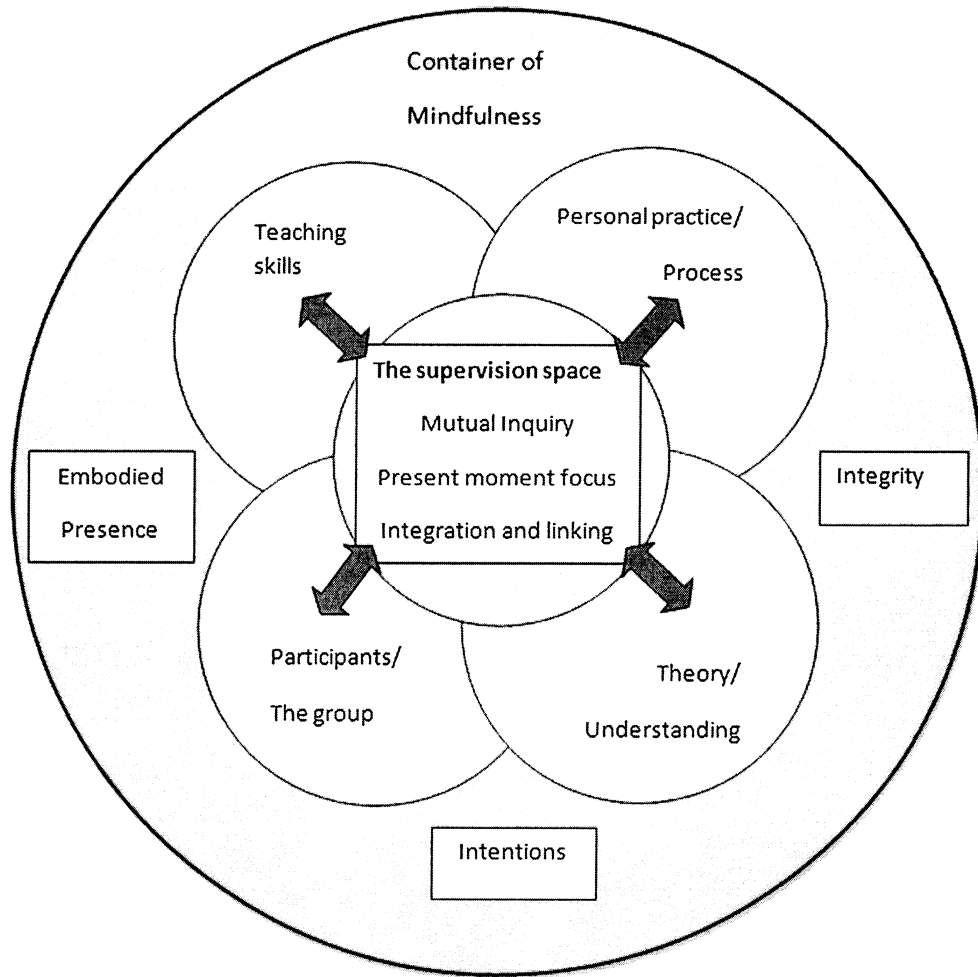 Container of
Mindfulness
Teaching
skills
Personal practice/
Process
The supervision space
Mutual Inquiry
Present moment focus
Integration and linking
Embodied
Presence
Integrity
Participants/
The group
Theory/
Understanding
Intentions